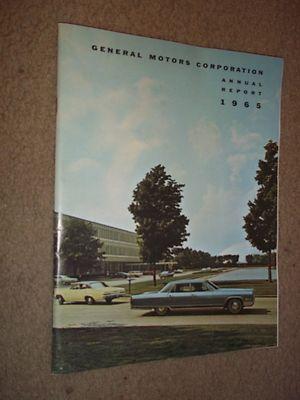 GENERAL MOTORS CORPORATION
ANNUAL
REPORT
1965